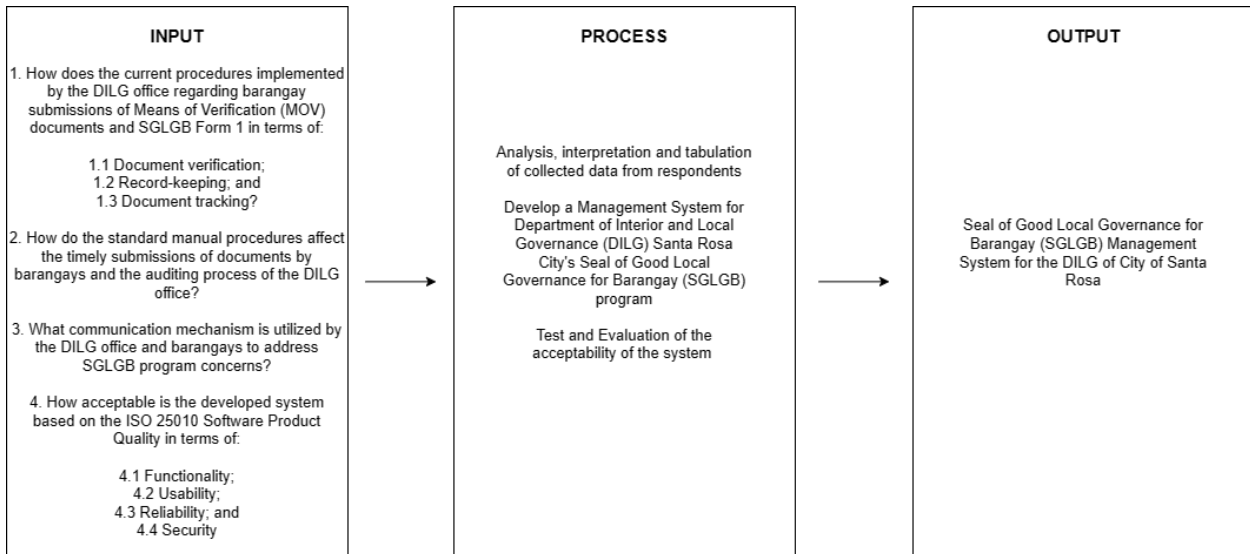 INPUT
1. How does the current procedures implemented
by the DILG office regarding barangay
submissions of Means of Verification (MOV)
documents and SGLGB Form 1 in terms of:
1.1 Document verification;
1.2 Record-keeping; and
1.3 Document tracking?
2. How do the standard manual procedures affect
the timely submissions of documents by
barangays and the auditing process of the DILG
office?
3. What communication mechanism is utilized by
the DILG office and barangays to address
SGLGB program concerns?
4. How acceptable is the developed system
based on the ISO 25010 Software Product
Quality in terms of:
4.1 Functionality;
4.2 Usability;
4.3 Reliability; and
4.4 Security
PROCESS
Analysis, interpretation and tabulation
of collected data from respondents
Develop a Management System for
Department of Interior and Local
Governance (DILG) Santa Rosa
City's Seal of Good Local
Governance for Barangay (SGLGB)
program
Test and Evaluation of the
acceptability of the system
OUTPUT
Seal of Good Local Governance for
Barangay (SGLGB) Management
System for the DILG of City of Santa
Rosa